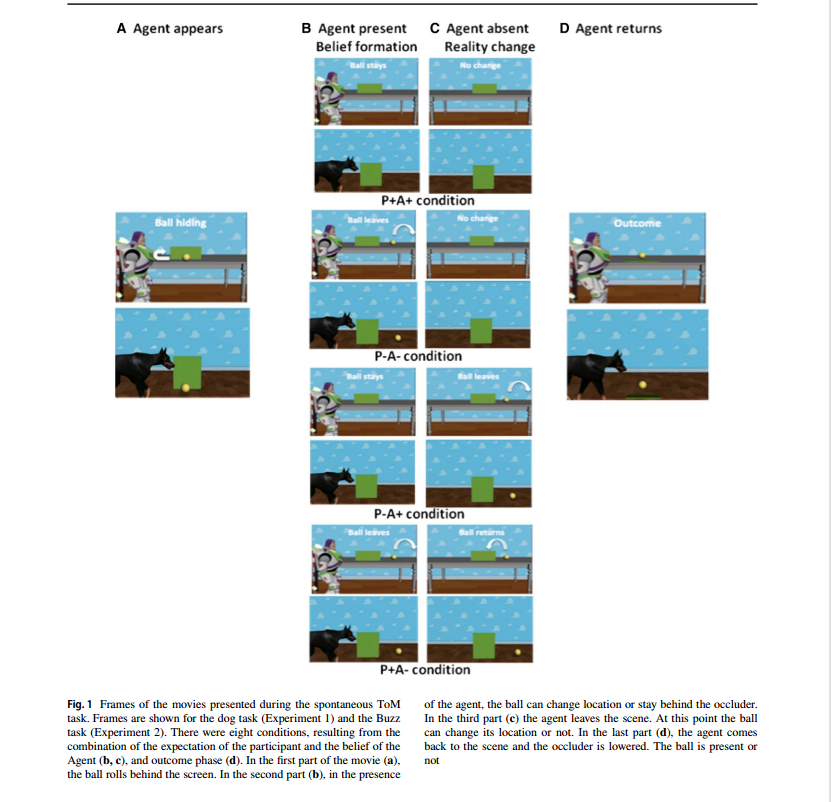 A Agent appears
B Agent present
Belief formation
C Agent absent
Reality change
D Agent returns
Ball stays
No change
P+A+ condition
Ball hiding
Ball leaves
No change
Outcome
P-A- condition
Ball stays
Ball leaves
P-A+ condition
Ball leaves
Ball returns
P+A- condition
Fig. 1 Frames of the movies presented during the spontaneous ToM
task. Frames are shown for the dog task (Experiment 1) and the Buzz
task (Experiment 2). There were eight conditions, resulting from the
combination of the expectation of the participant and the belief of the
Agent (b, c), and outcome phase (d). In the first part of the movie (a),
the ball rolls behind the screen. In the second part (b), in the presence
of the agent, the ball can change location or stay behind the occluder.
In the third part (c) the agent leaves the scene. At this point the ball
can change its location or not. In the last part (d), the agent comes
back to the scene and the occluder is lowered. The ball is present or
not